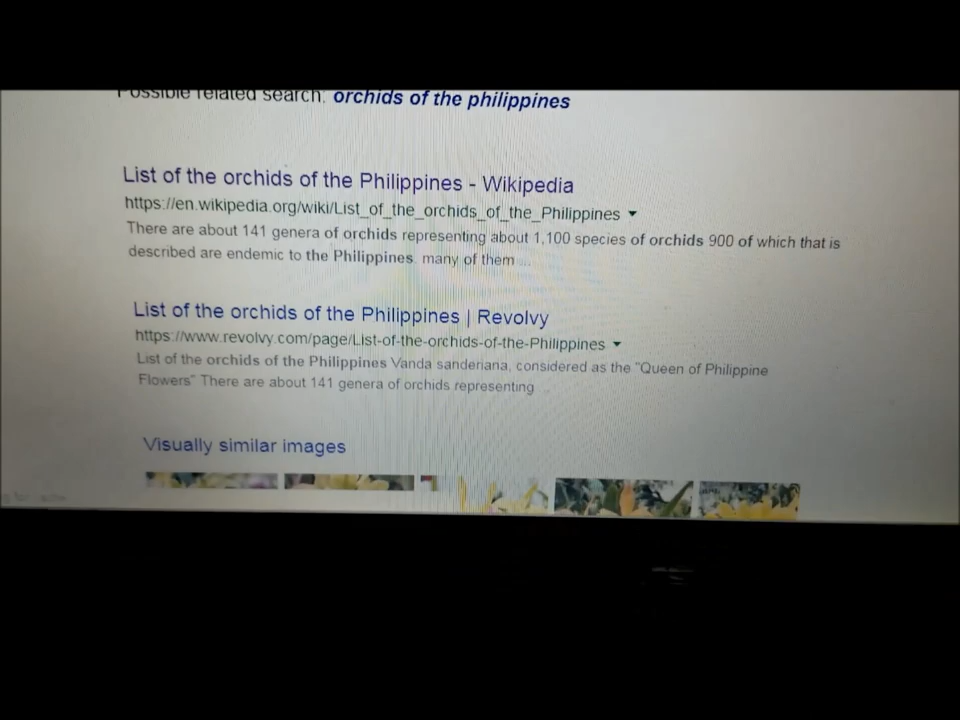 Possible related search: orchids of the philippines
List of the orchids of the Philippines - Wikipedia
https://en.wikipedia.org/wiki/List_of_the_orchids_of_the_Philippines
There are about 141 genera of orchids representing about 1,100 species of orchids 900 of which that is
described are endemic to the Philippines. many of them ...
List of the orchids of the Philippines | Revolvy
https://www.revolvy.com/page/List-of-the-orchids-of-the-Philippines
List of the orchids of the Philippines Vanda sanderiana, considered as the "Queen of Philippine
Flowers" There are about 141 genera of orchids representing
Visually similar images